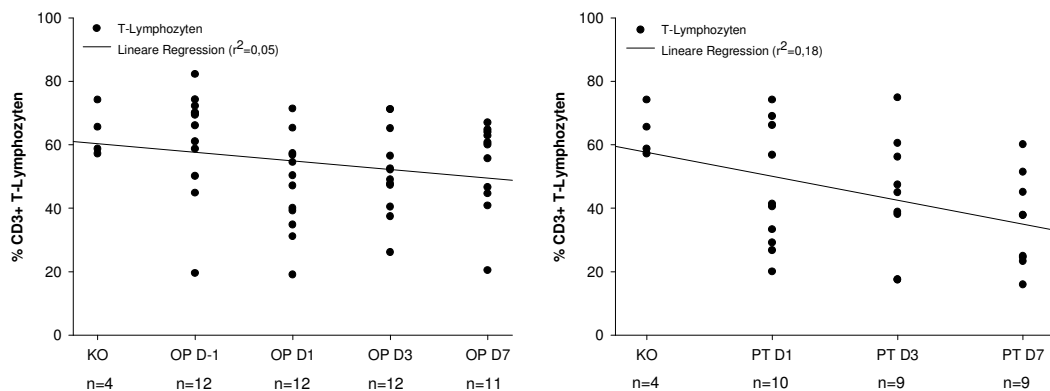 100
80
60
40
20
0
% CD3+ T-Lymphozyten
T-Lymphozyten
Lineare Regression (r²=0,05)
KO OP D-1 OP D1 OP D3 OP D7
n=4 n=12 n=12 n=12 n=11
100
80
60
40
20
0
% CD3+ T-Lymphozyten
T-Lymphozyten
Lineare Regression (r²=0,18)
KO PT D1 PT D3 PT D7
n=4 n=10 n=9 n=9